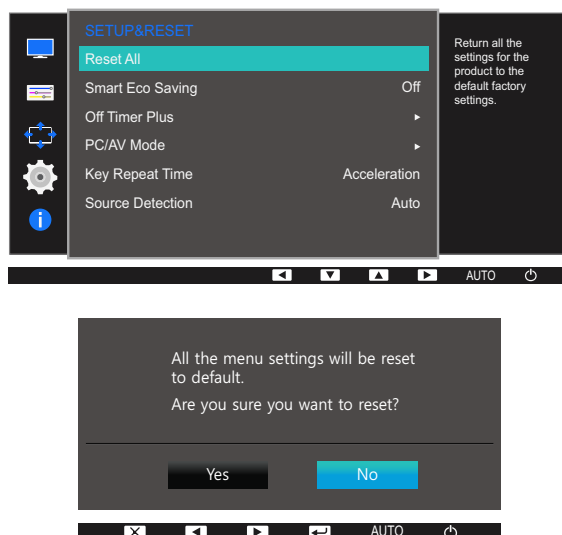 SETUP&RESET
Reset All
Smart Eco Saving Off
Off Timer Plus
PC/AV Mode
Key Repeat Time Acceleration
Source Detection Auto
Return all the
settings for the
product to the
default factory
settings.
AUTO
All the menu settings will be reset
to default.
Are you sure you want to reset?
Yes No
AUTO